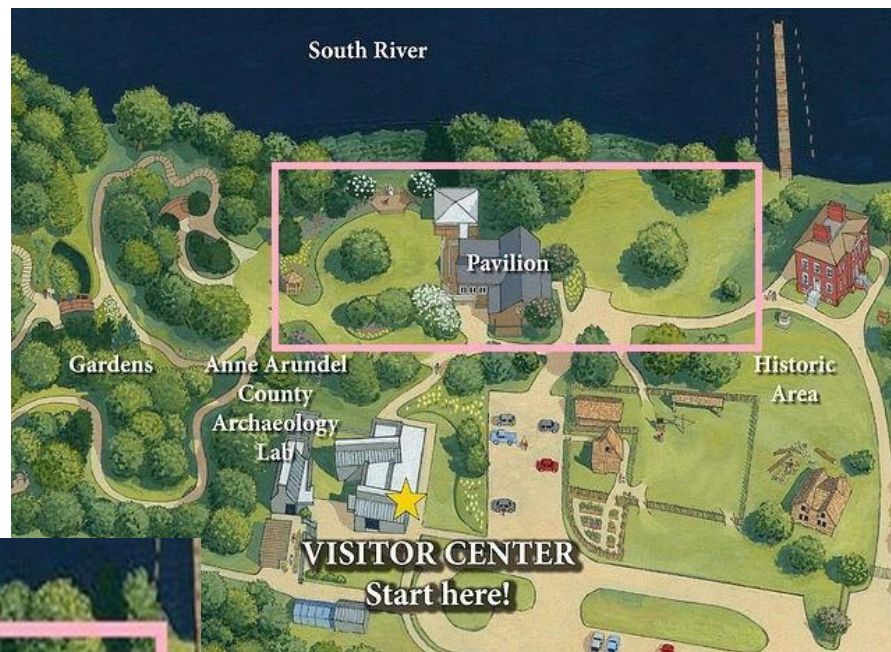 South River
Pavilion
Gardens
Anne Arundel
County
Archaeology
Lab
Historic
Area
VISITOR CENTER
Start here!